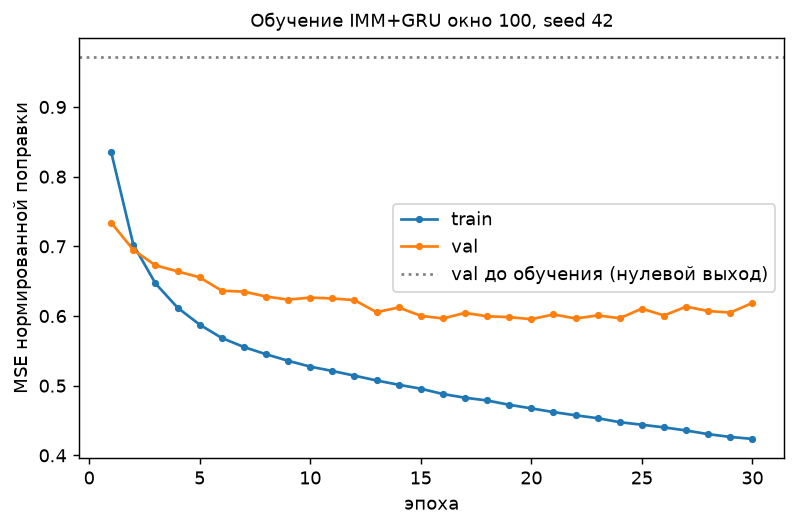 Обучение IMM+GRU окно 100, seed 42
MSE нормированной поправки
0.9
0.8
0.7
0.6
0.5
0.4
train
val
val до обучения (нулевой выход)
0 5 10 15 20 25 30
эпоха